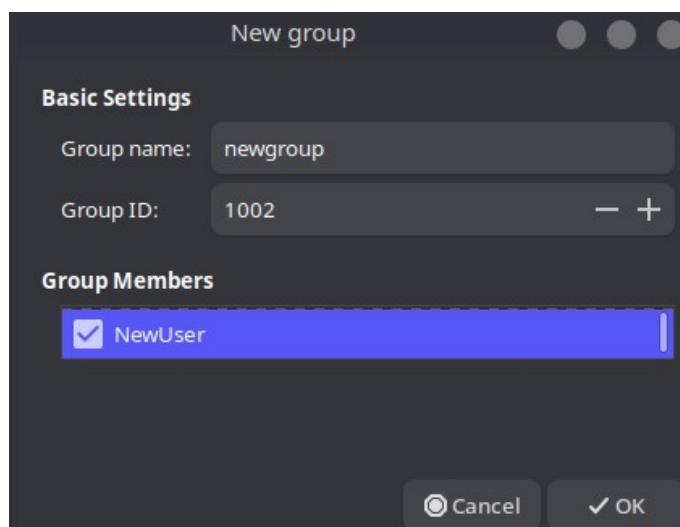 New group
Basic Settings
Group name: newgroup
Group ID: 1002
Group Members
NewUser
Cancel OK